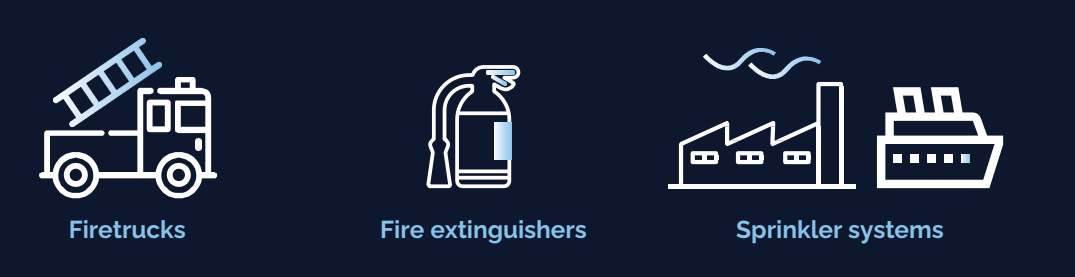 Firetrucks
Fire extinguishers
Sprinkler systems